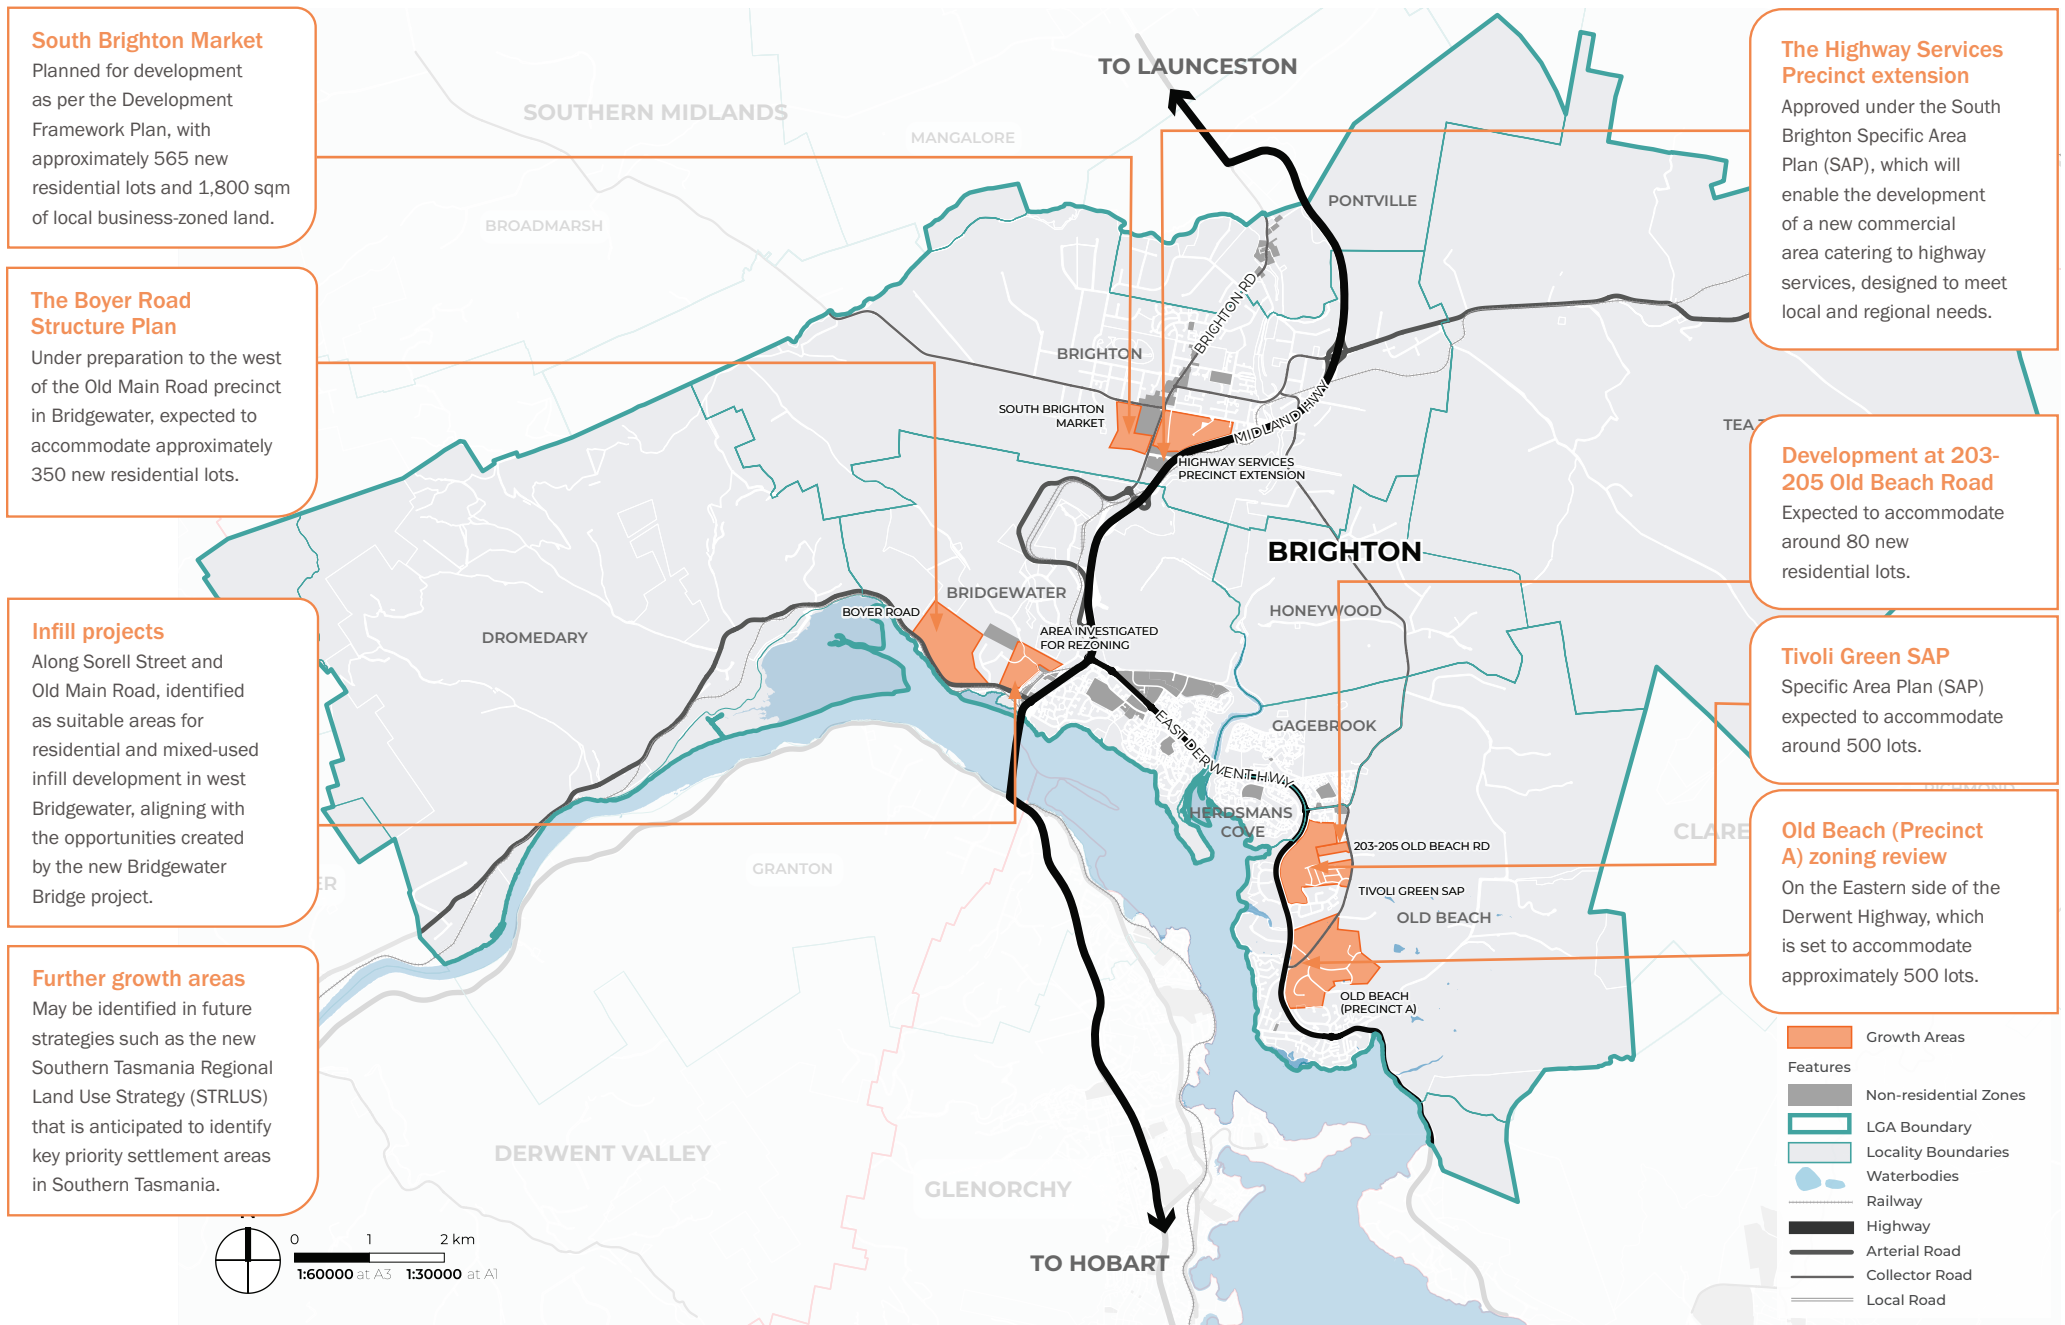 South Brighton Market
Planned for development
as per the Development
Framework Plan, with
approximately 565 new
residential lots and 1,800 sqm
of local business-zoned land.
The Boyer Road
Structure Plan
Under preparation to the west
of the Old Main Road precinct
in Bridgewater, expected to
accommodate approximately
350 new residential lots.
Infill projects
Along Sorell Street and
Old Main Road, identified
as suitable areas for
residential and mixed-used
infill development in west
Bridgewater, aligning with
the opportunities created
by the new Bridgewater
Bridge project.
Further growth areas
May be identified in future
strategies such as the new
Southern Tasmania Regional
Land Use Strategy (STRLUS)
that is anticipated to identify
key priority settlement areas
in Southern Tasmania.
0 1 2 km
1:60000 at A3 1:30000 at A1
TO LAUNCESTON
SOUTHERN MIDLANDS
MANGALORE
BROADMARSH
PONTVILLE
BRIGHTON RD
BRIGHTON
SOUTH BRIGHTON
MARKET
MIDLAND HWY
HIGHWAY SERVICES
PRECINCT EXTENSION
TEA
BRIGHTON
BRIDGEWATER
BOYER ROAD
HONEYWOOD
AREA INVESTIGATED
FOR REZONING
DROMEDARY
GAGEBROOK
EAST DERWENT HWY
HERDSMANS
COVE
CLARE
203-205 OLD BEACH RD
GRANTON
ER
TIVOLI GREEN SAP
OLD BEACH
OLD BEACH
(PRECINCT A)
DERWENT VALLEY
GLENORCHY
TO HOBART
The Highway Services
Precinct extension
Approved under the South
Brighton Specific Area
Plan (SAP), which will
enable the development
of a new commercial
area catering to highway
services, designed to meet
local and regional needs.
Development at 203-
205 Old Beach Road
Expected to accommodate
around 80 new
residential lots.
Tivoli Green SAP
Specific Area Plan (SAP)
expected to accommodate
around 500 lots.
RICHMOND
Old Beach (Precinct
A) zoning review
On the Eastern side of the
Derwent Highway, which
is set to accommodate
approximately 500 lots.
Growth Areas
Features
Non-residential Zones
LGA Boundary
Locality Boundaries
Waterbodies
Railway
Highway
Arterial Road
Collector Road
Local Road